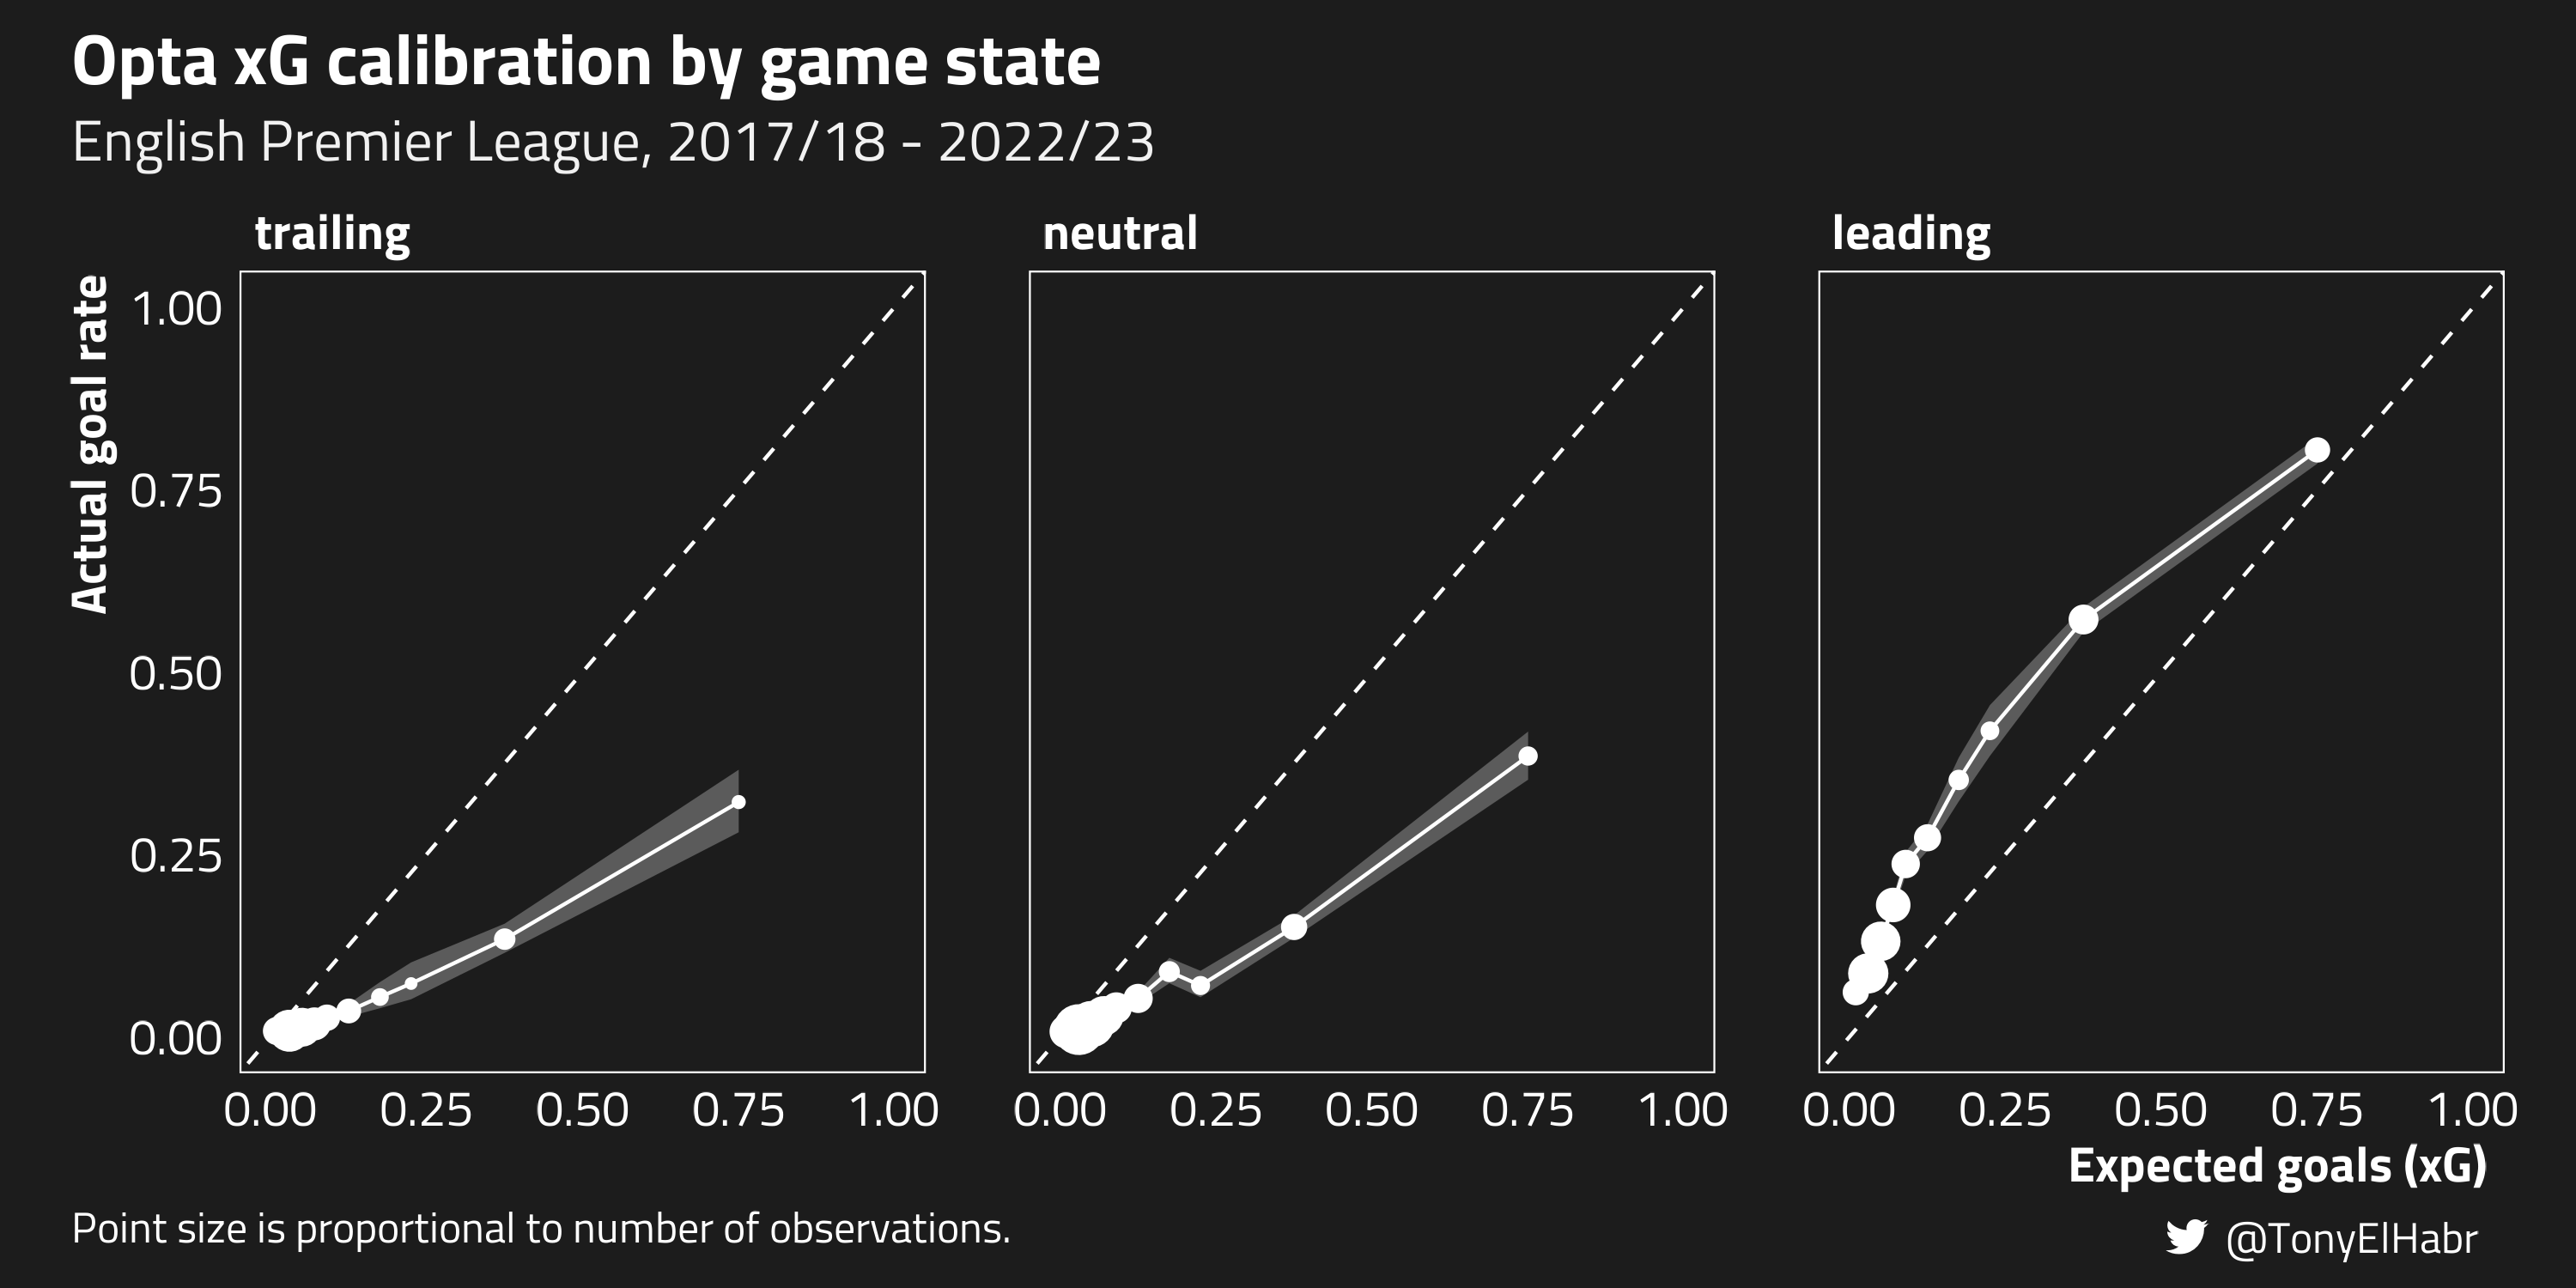 Opta xG calibration by game state
English Premier League, 2017/18 - 2022/23
trailing
neutral
leading
Actual goal rate
1.00
0.75
0.50
0.25
0.00
0.00 0.25 0.50 0.75 1.00
0.00 0.25 0.50 0.75 1.00
0.00 0.25 0.50 0.75 1.00
Expected goals (xG)
Point size is proportional to number of observations.
@TonyElHabr